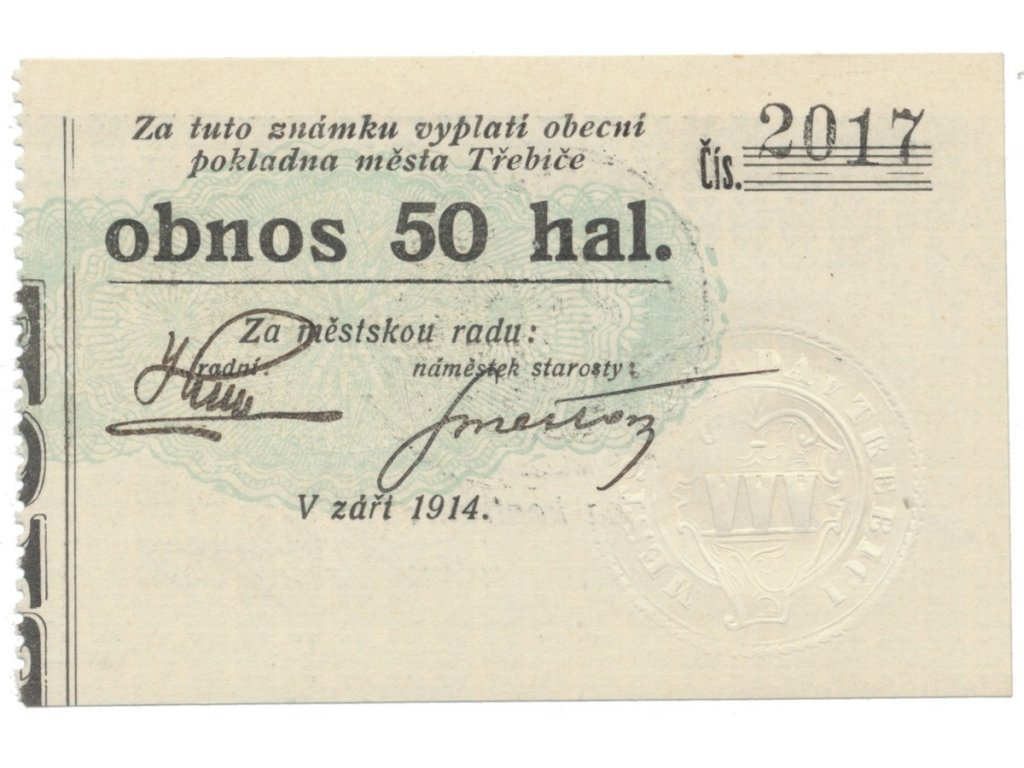 Za tuto známku vyplatí obecní
pokladna města Třebíče
Čís. 2017
obnos 50 hal.
Za městskou radu:
radní:
náměstek starosty:
V září 1914.